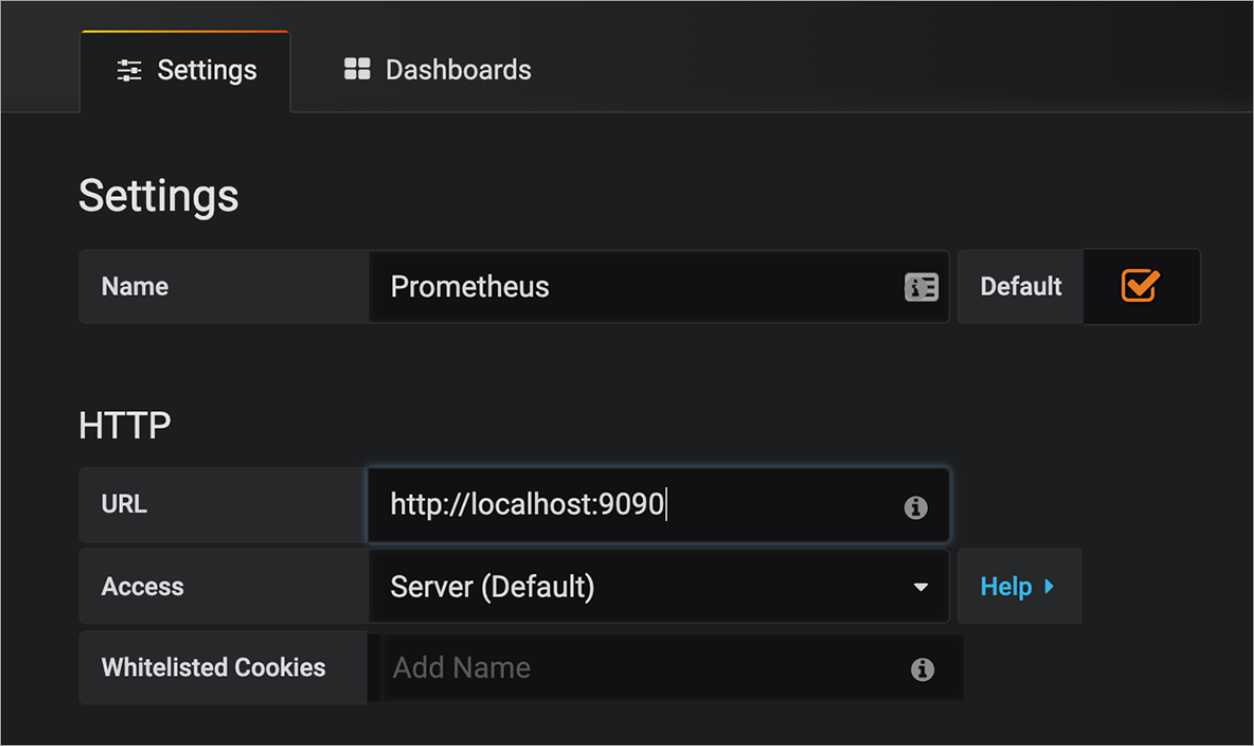 Settings Dashboards
Settings
Name Prometheus Default
HTTP
URL http://localhost:9090
Access Server (Default) Help
Whitelisted Cookies Add Name